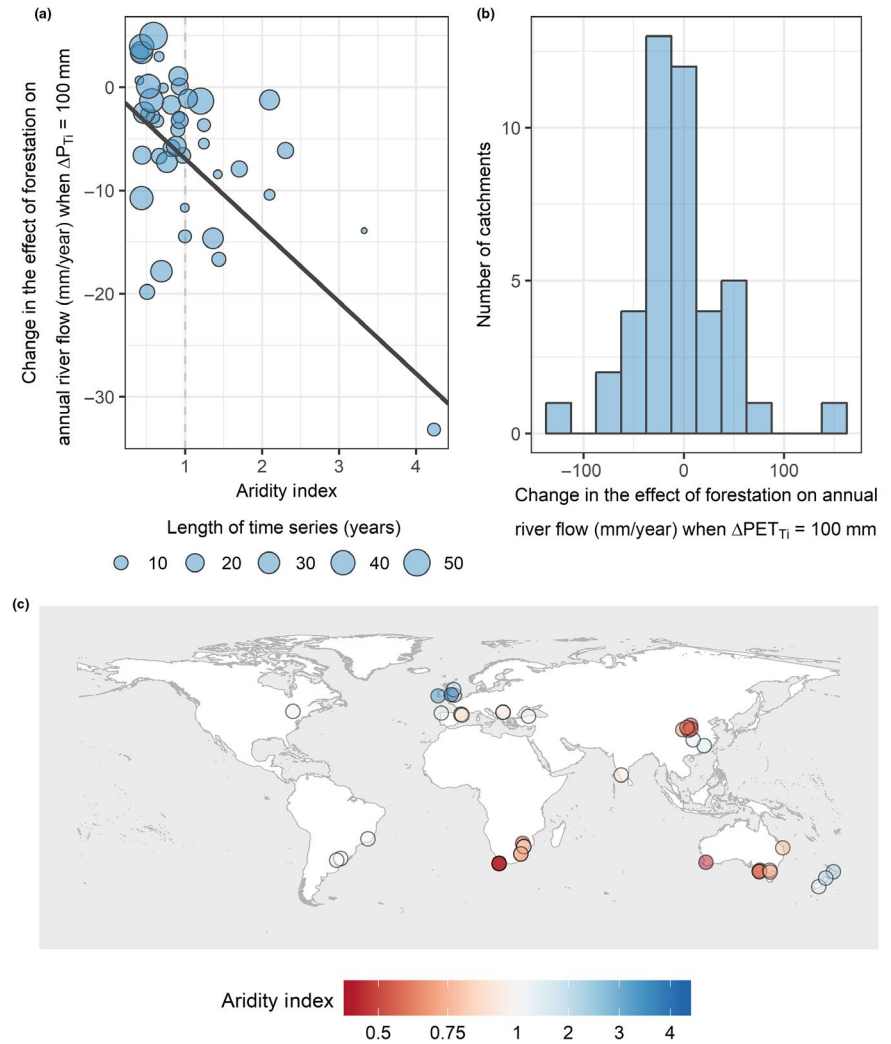 (a)
Change in the effect of forestation on
annual river flow (mm/year) when ΔPTi = 100 mm
0
−10
−20
−30
1 2 3 4
Aridity index
Length of time series (years)
10 20 30 40 50
(b)
Number of catchments
10
5
0
−100 0 100
Change in the effect of forestation on annual
river flow (mm/year) when ΔPETTi = 100 mm
(c)
Aridity index
0.5 0.75 1 2 3 4